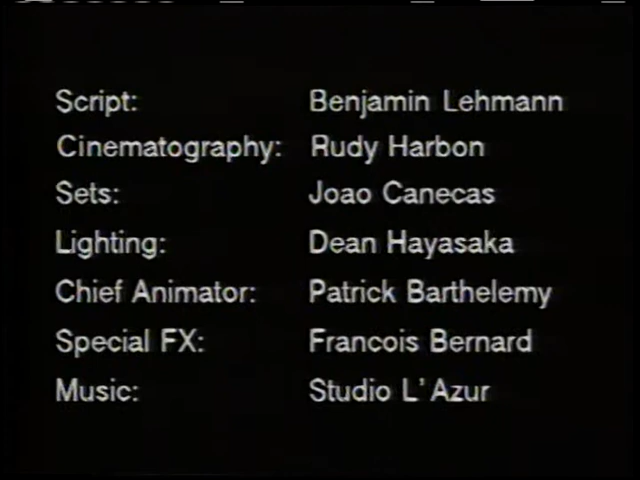 Script: Benjamin Lehmann
Cinematography: Rudy Harbon
Sets: Joao Canecas
Lighting: Dean Hayasaka
Chief Animator: Patrick Barthelemy
Special FX: Francois Bernard
Music: Studio L' Azur